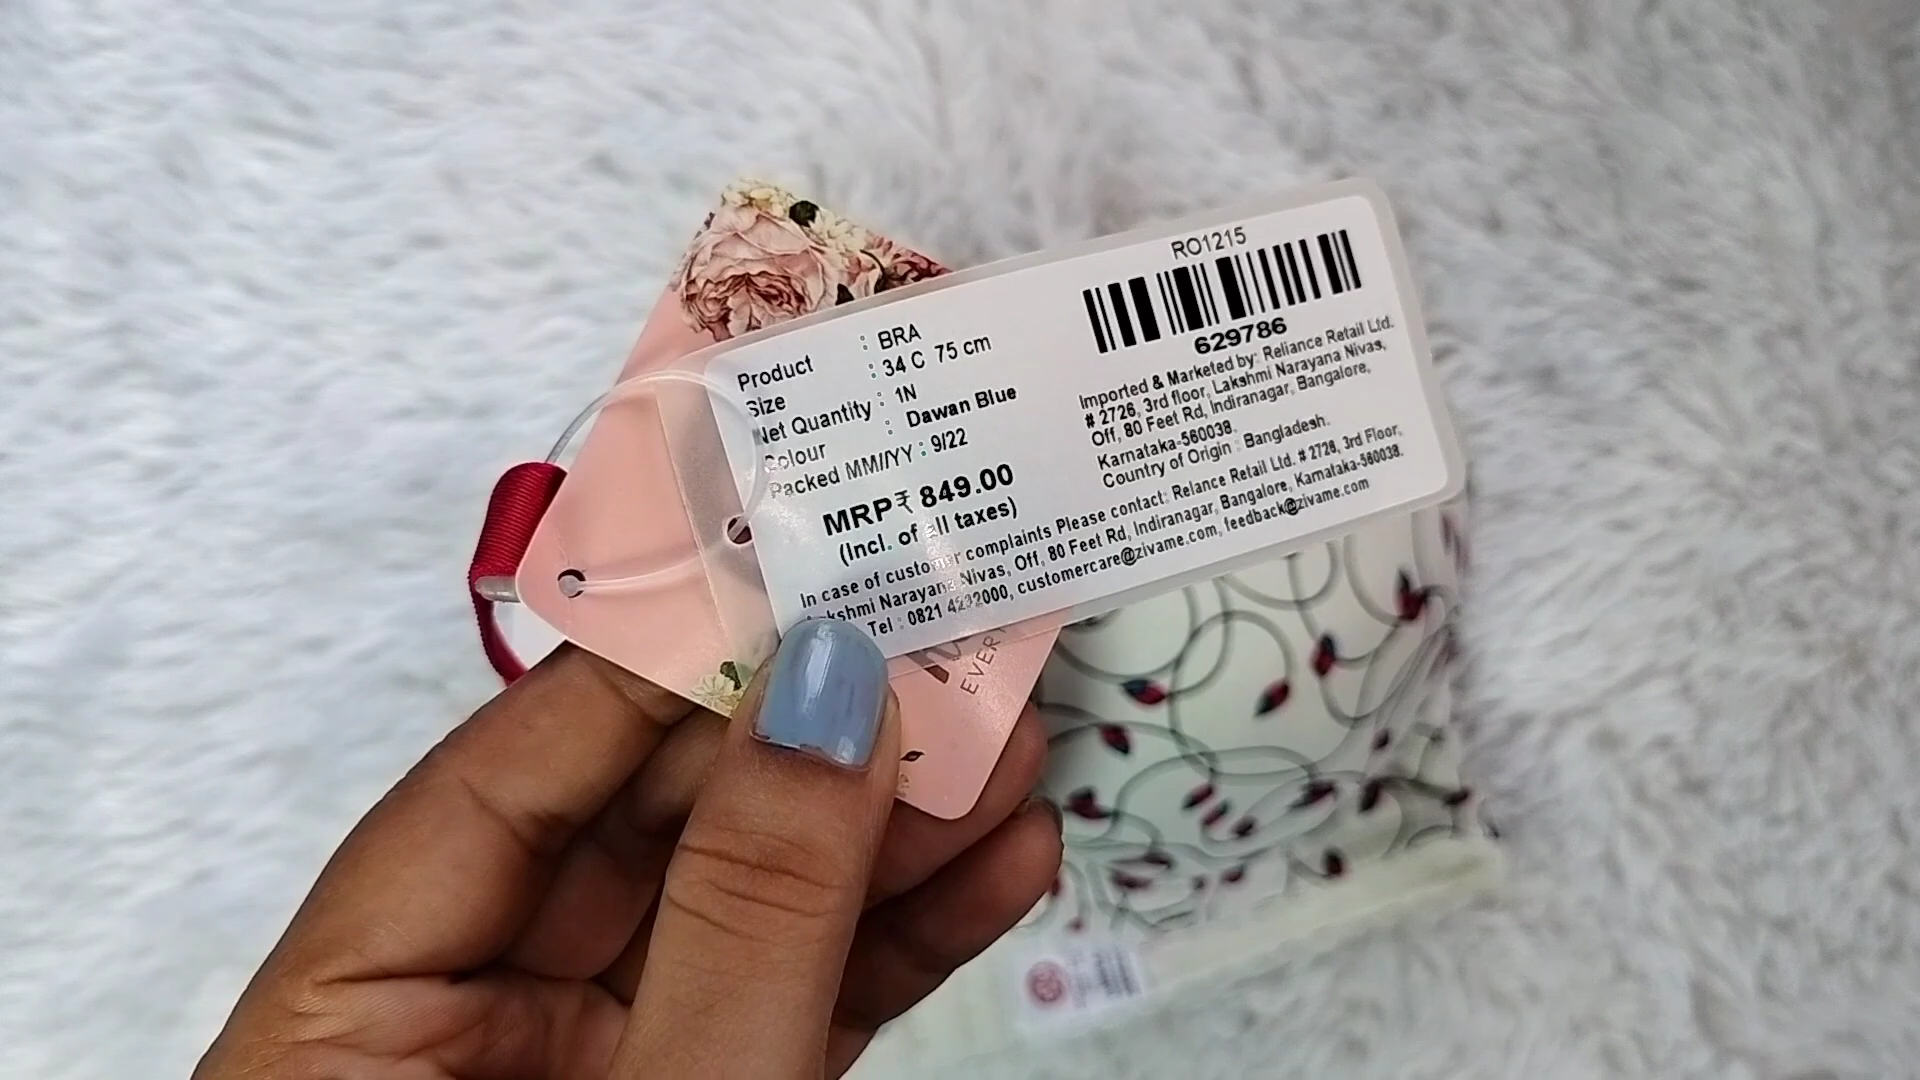 RO1215
629786
Product : BRA
Size : 34 C 75 cm
Net Quantity : 1N
Colour : Dawan Blue
Packed MM/YY : 9/22
MRP₹ 849.00
(Incl. of all taxes)
Imported & Marketed by: Reliance Retail Ltd.
# 2726, 3rd floor, Lakshmi Narayana Nivas,
Off, 80 Feet Rd, Indiranagar, Bangalore,
Karnataka-560038.
Country of Origin : Bangladesh.
In case of customer complaints Please contact: Relance Retail Ltd. # 2726, 3rd Floor,
Lakshmi Narayana Nivas, Off, 80 Feet Rd, Indiranagar, Bangalore, Karnataka-560038.
Tel : 0821 4232000, customercare@zivame.com, feedback@zivame.com